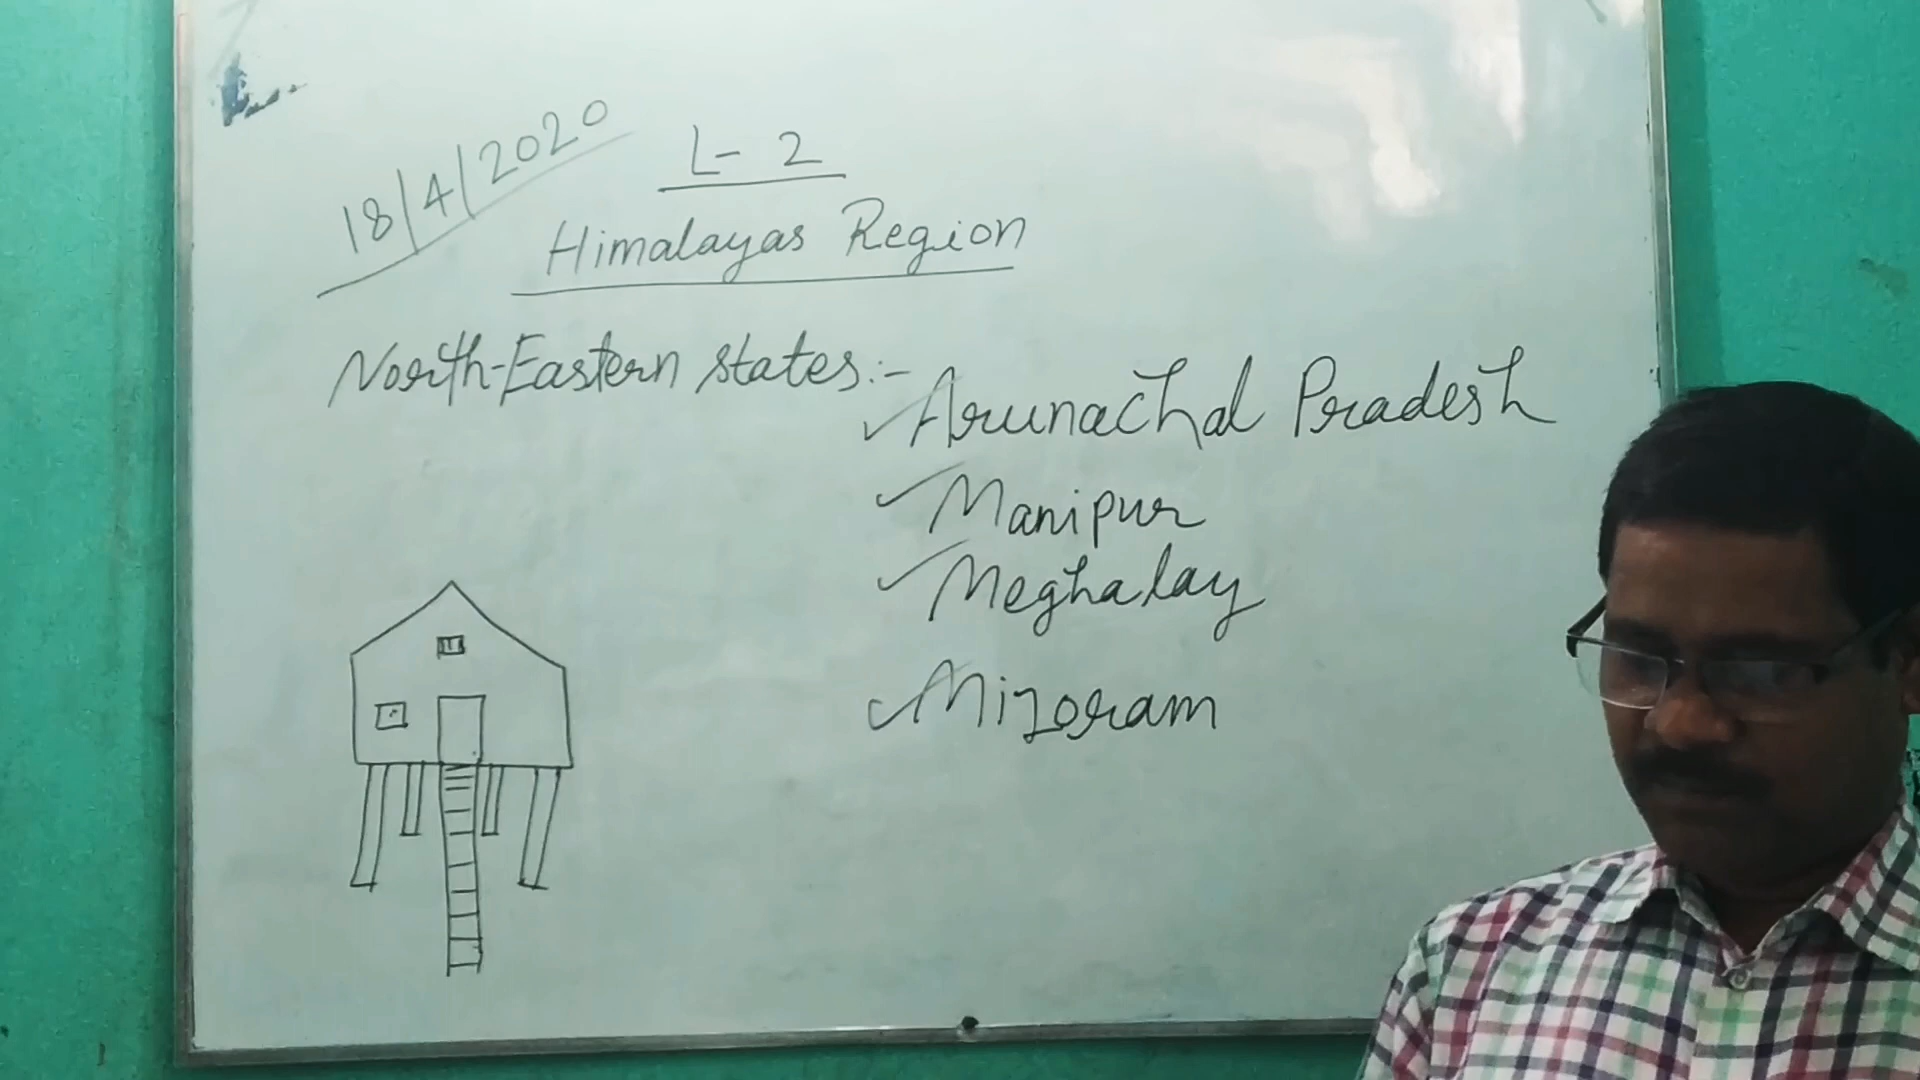 18/4/2020
L- 2
Himalayas Region
North-Eastern states:-
Arunachal Pradesh
Manipur
Meghalay
Mizoram